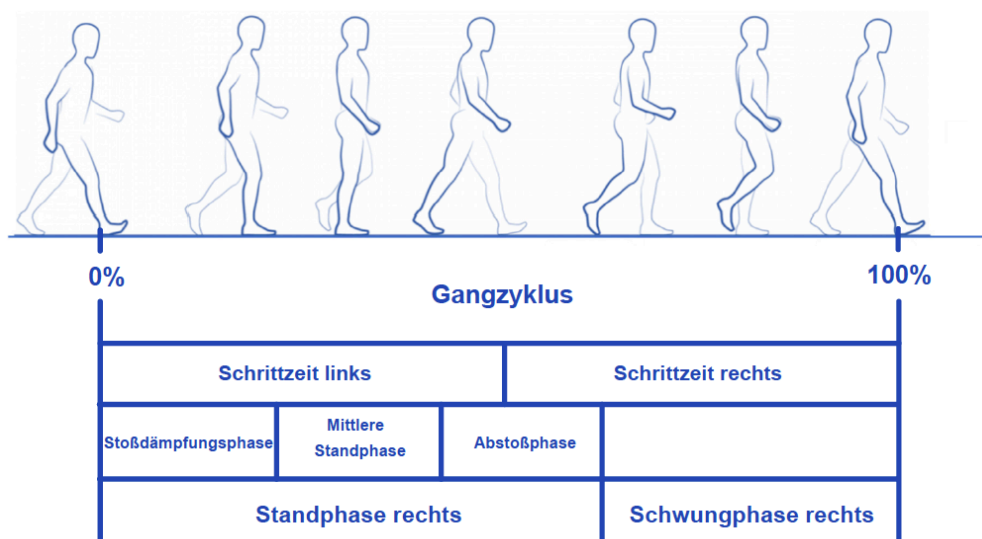 0%
100%
Gangzyklus
Schrittzeit links
Schrittzeit rechts
Stoßdämpfungsphase
Mittlere
Standphase
Abstoßphase
Standphase rechts
Schwungphase rechts